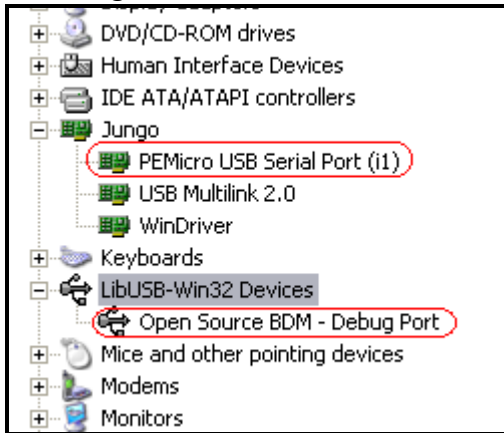 Display adapters
DVD/CD-ROM drives
Human Interface Devices
IDE ATA/ATAPI controllers
Jungo
PEMicro USB Serial Port (i1)
USB Multilink 2.0
WinDriver
Keyboards
LibUSB-Win32 Devices
Open Source BDM - Debug Port
Mice and other pointing devices
Modems
Monitors